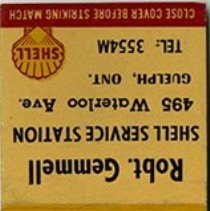 Robt. Gemmell
SHELL SERVICE STATION
495 Waterloo Ave.
GUELPH, ONT.
TEL: 3554M
SHELL
CLOSE COVER BEFORE STRIKING MATCH